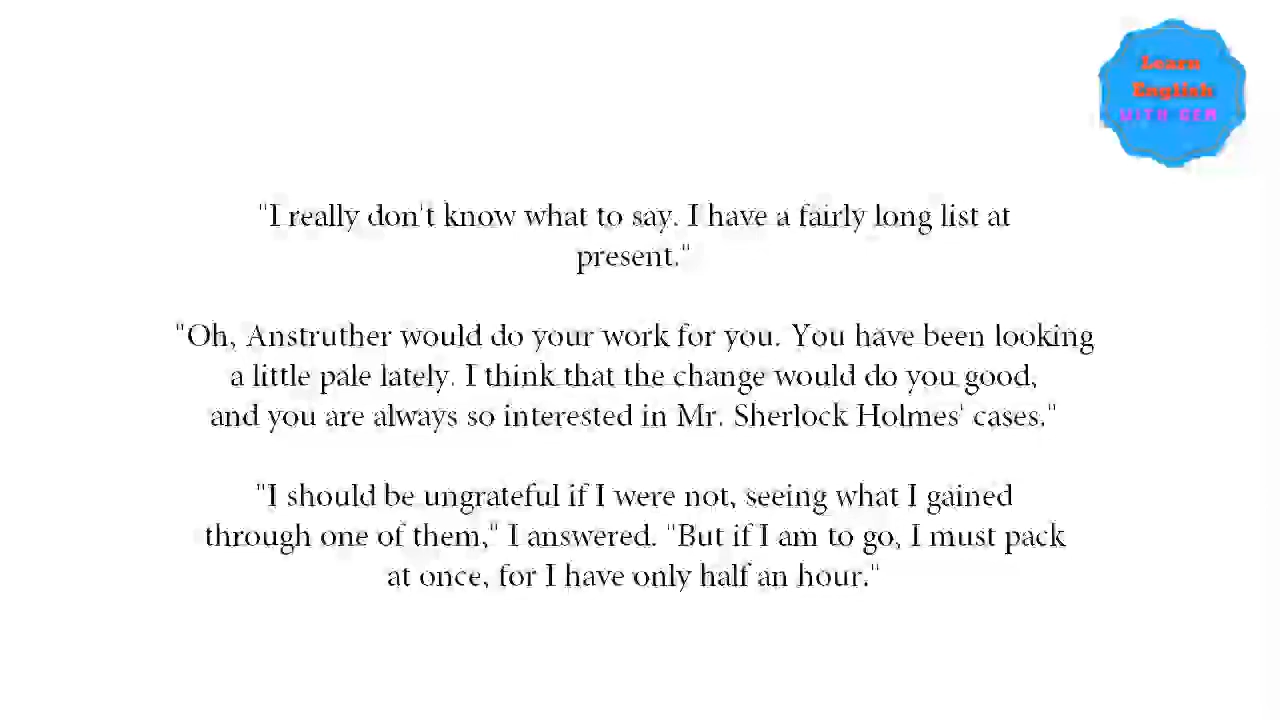 Learn
English
WITH GEM
"I really don't know what to say. I have a fairly long list at
present."
"Oh, Anstruther would do your work for you. You have been looking
a little pale lately. I think that the change would do you good,
and you are always so interested in Mr. Sherlock Holmes' cases."
"I should be ungrateful if I were not, seeing what I gained
through one of them," I answered. "But if I am to go, I must pack
at once, for I have only half an hour."